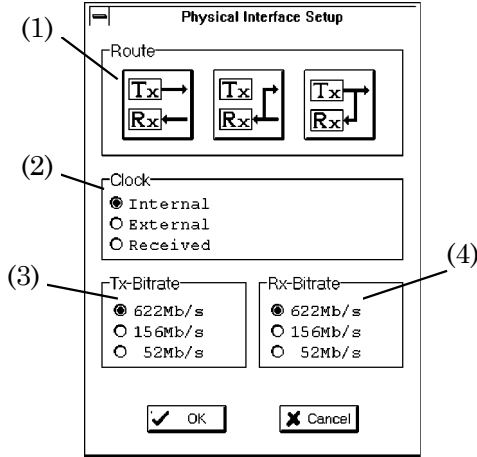 Physical Interface Setup
(1)
Route
Tx Tx Tx
Rx Rx Rx
(2)
Clock
Internal
External
Received
(3) (4)
Tx-Bitrate Rx-Bitrate
622Mb/s 622Mb/s
156Mb/s 156Mb/s
52Mb/s 52Mb/s
OK Cancel